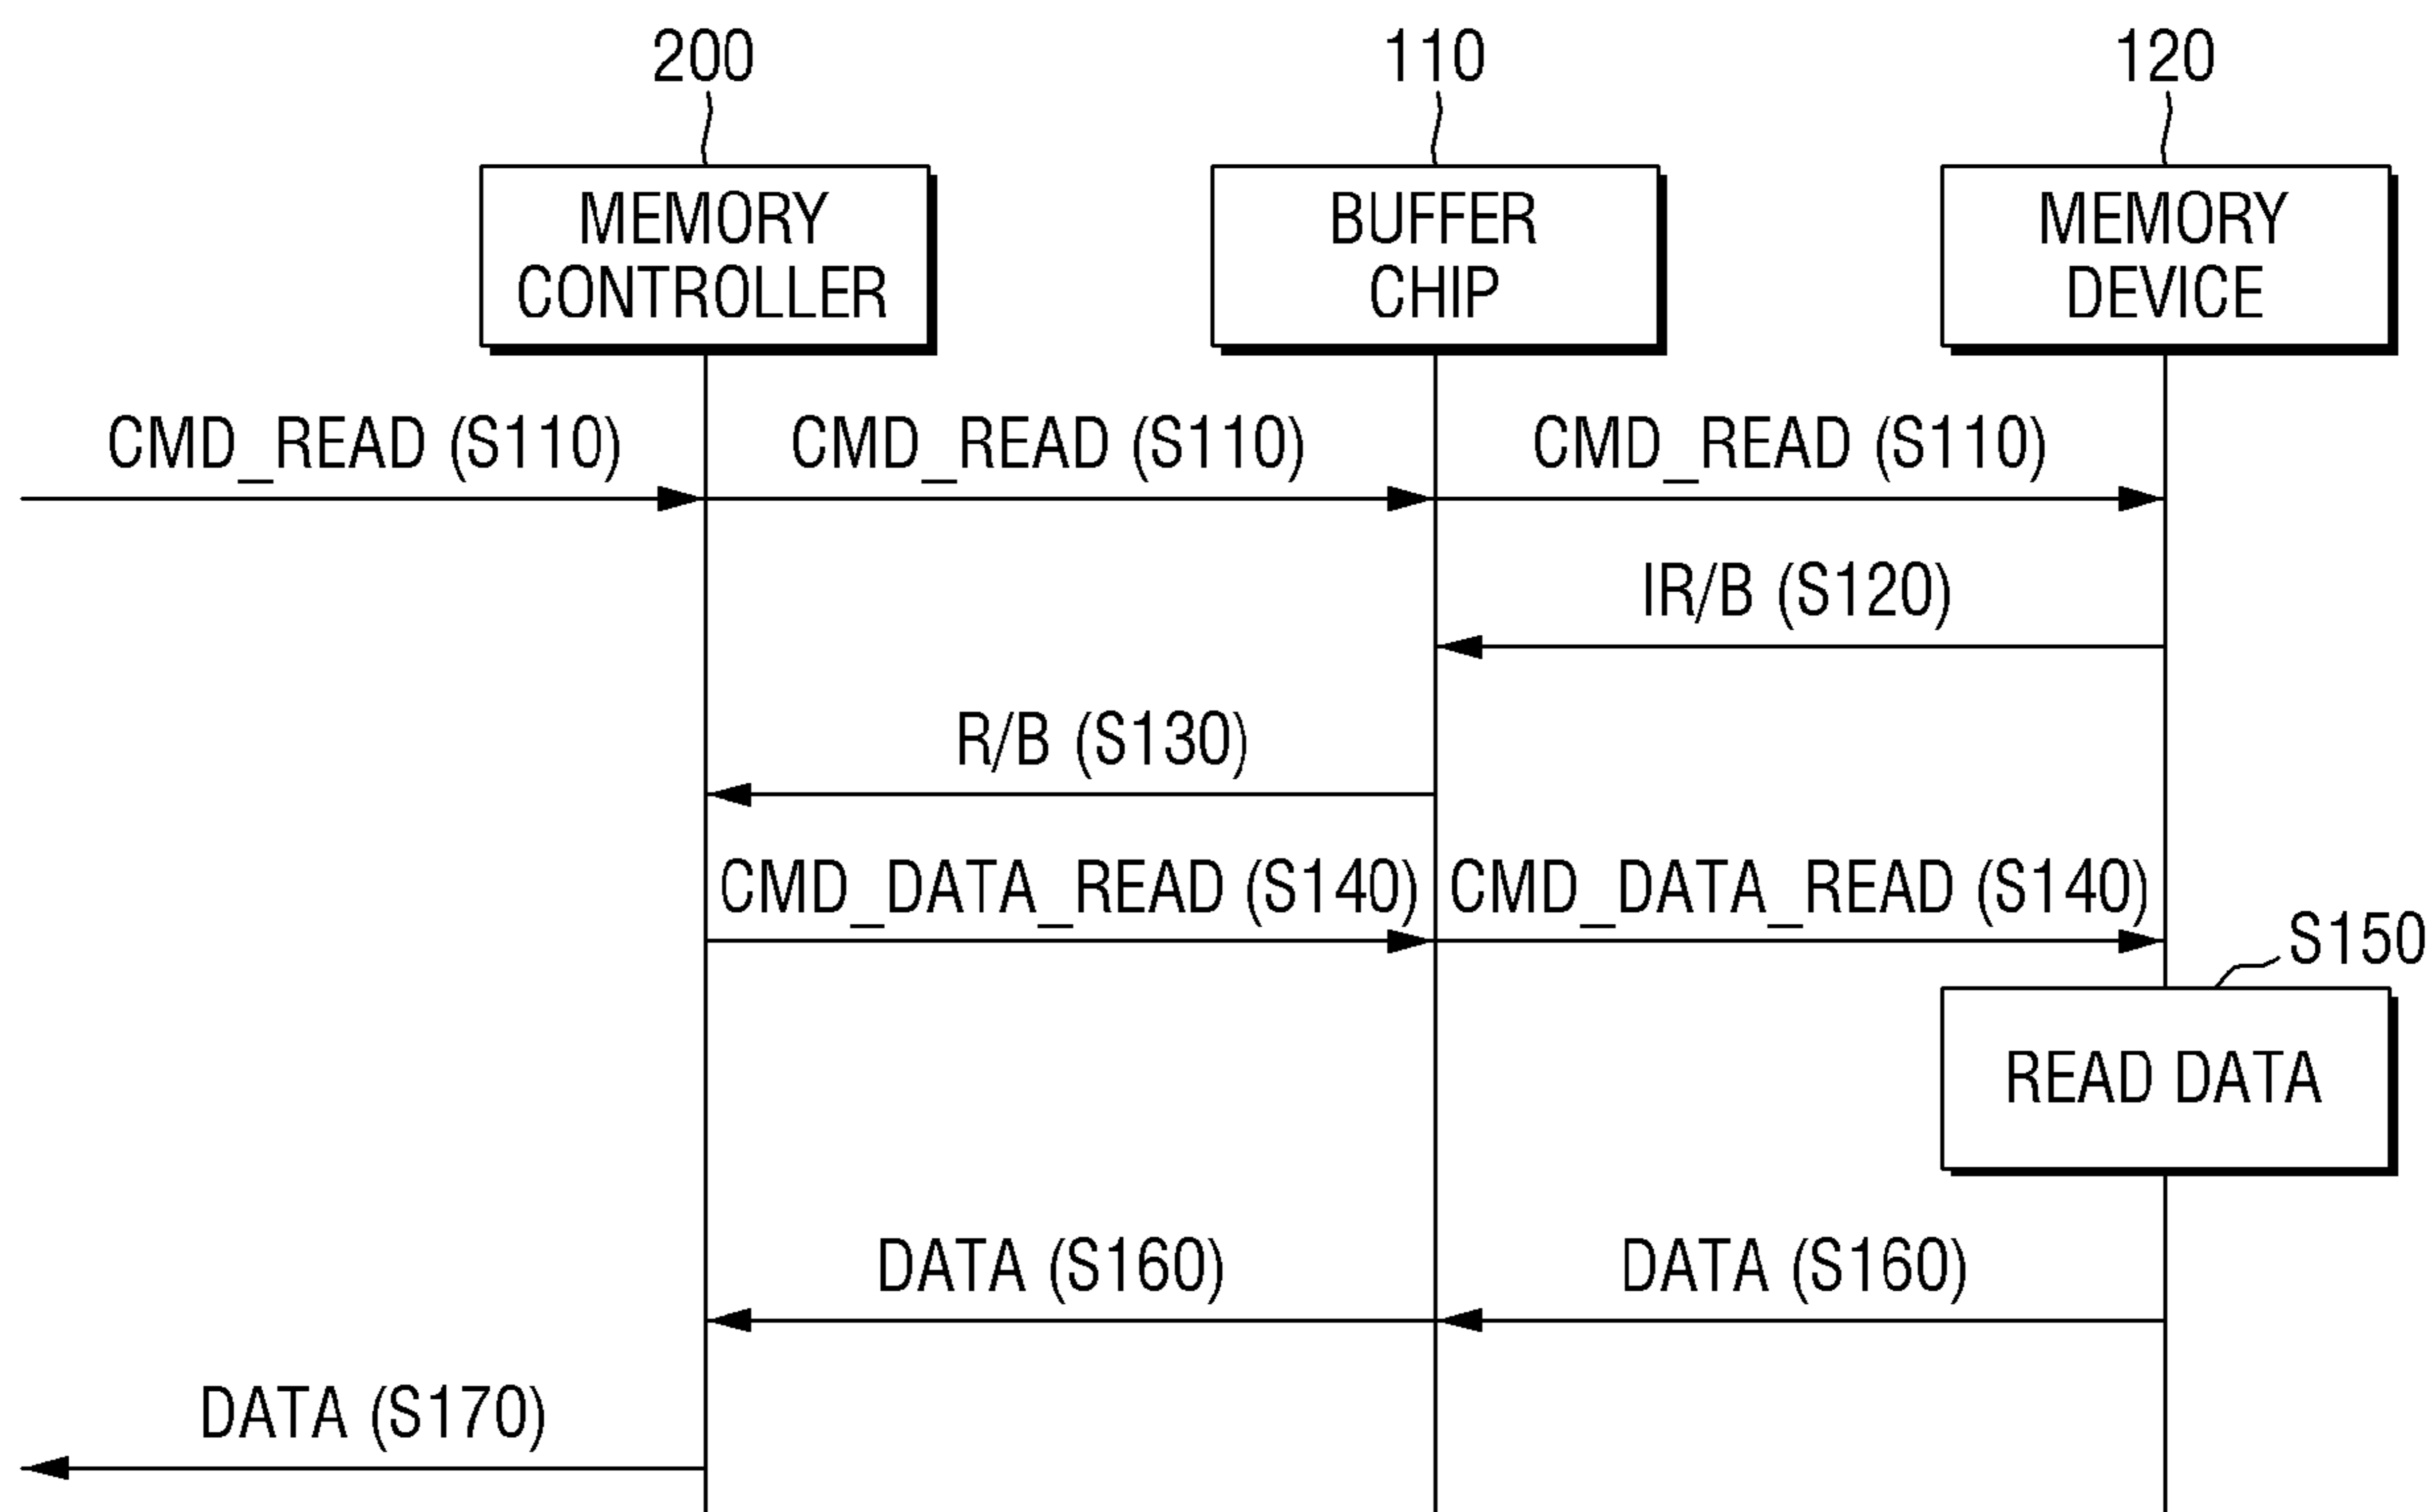 200
110
120
MEMORY
CONTROLLER
BUFFER
CHIP
MEMORY
DEVICE
CMD_READ (S110)
CMD_READ (S110)
CMD_READ (S110)
IR/B (S120)
R/B (S130)
CMD_DATA_READ (S140)
CMD_DATA_READ (S140)
S150
READ DATA
DATA (S160)
DATA (S160)
DATA (S170)